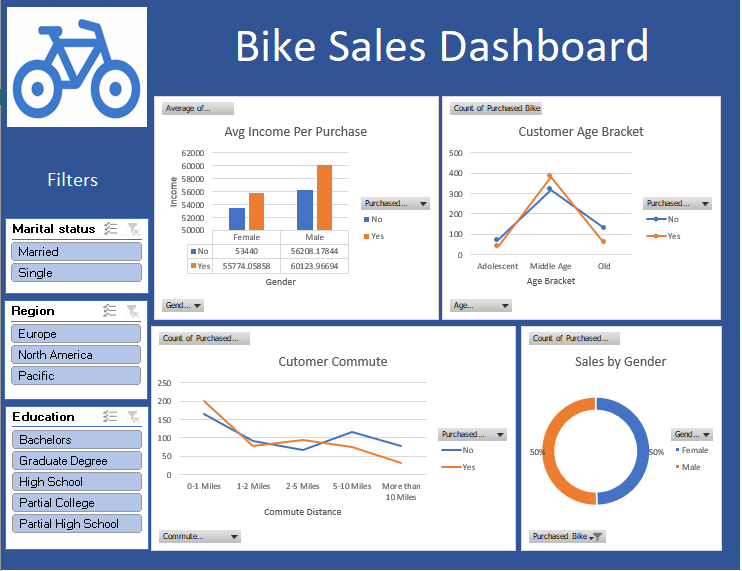 Bike Sales Dashboard
Filters
Marital status
Married
Single
Region
Europe
North America
Pacific
Education
Bachelors
Graduate Degree
High School
Partial College
Partial High School
Average of...
Avg Income Per Purchase
62000
60000
58000
56000
54000
52000
50000
Income
Female Male
No 53440 56208.17844
Yes 55774.05858 60123.96694
Gender
Purchased...
No
Yes
Gend...
Count of Purchased Bike
Customer Age Bracket
500
400
300
200
100
0
Adolescent Middle Age Old
Age Bracket
Purchased...
No
Yes
Age...
Count of Purchased...
Cutomer Commute
250
200
150
100
50
0
0-1 Miles 1-2 Miles 2-5 Miles 5-10 Miles More than
10 Miles
Commute Distance
Purchased...
No
Yes
Commute...
Count of Purchased...
Sales by Gender
50% 50%
Gend...
Female
Male
Purchased Bike